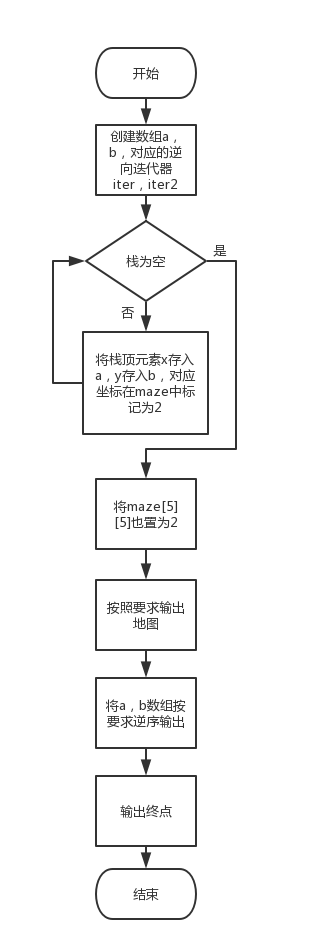 开始
创建数组a，
b，对应的逆
向迭代器
iter，iter2
栈为空
是
否
将栈顶元素x存入
a，y存入b，对应
坐标在maze中标
记为2
将maze[5]
[5]也置为2
按照要求输出
地图
将a，b数组按
要求逆序输出
输出终点
结束